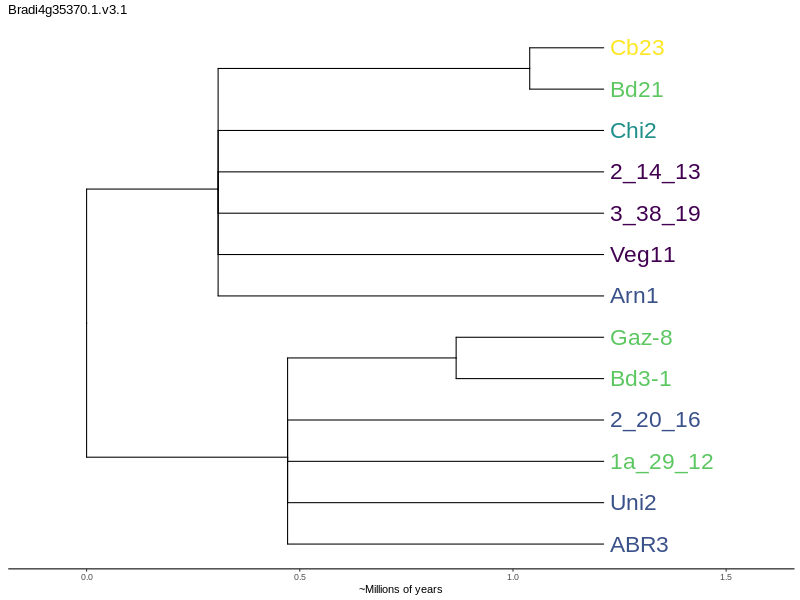 Bradi4g35370.1.v3.1
Cb23
Bd21
Chi2
2_14_13
3_38_19
Veg11
Arn1
Gaz-8
Bd3-1
2_20_16
1a_29_12
Uni2
ABR3
0.0 0.5 1.0 1.5
~Millions of years